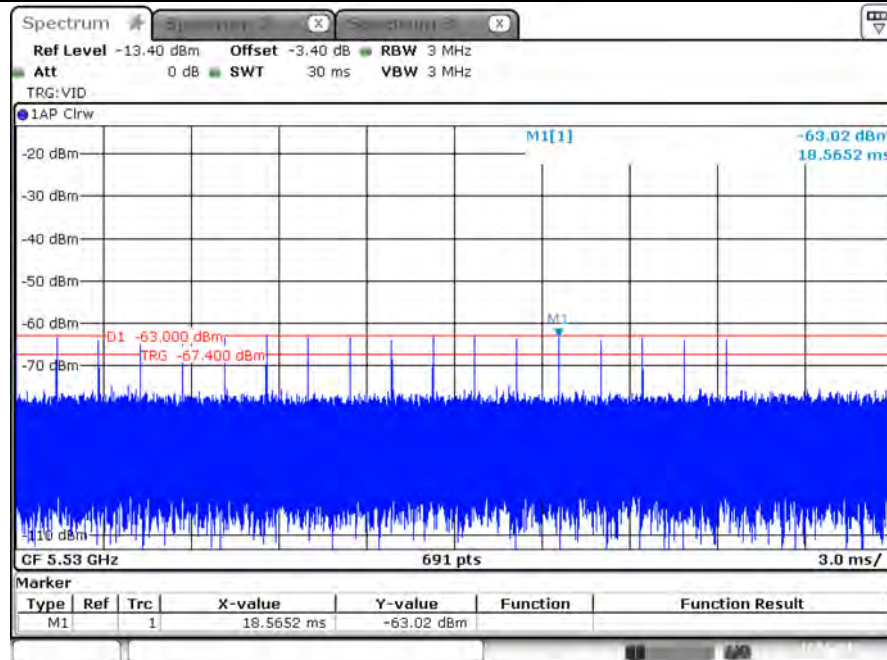 Spectrum
Ref Level -13.40 dBm Offset -3.40 dB RBW 3 MHz
Att 0 dB SWT 30 ms VBW 3 MHz
TRG:VID
1AP Clrw
M1[1] -63.02 dBm
18.5652 ms
-20 dBm
-30 dBm
-40 dBm
-50 dBm
-60 dBm
M1
D1 -63.000 dBm
TRG -67.400 dBm
-70 dBm
-110 dBm
CF 5.53 GHz 691 pts 3.0 ms/
Marker
Type Ref Trc X-value Y-value Function Function Result
M1 1 18.5652 ms -63.02 dBm